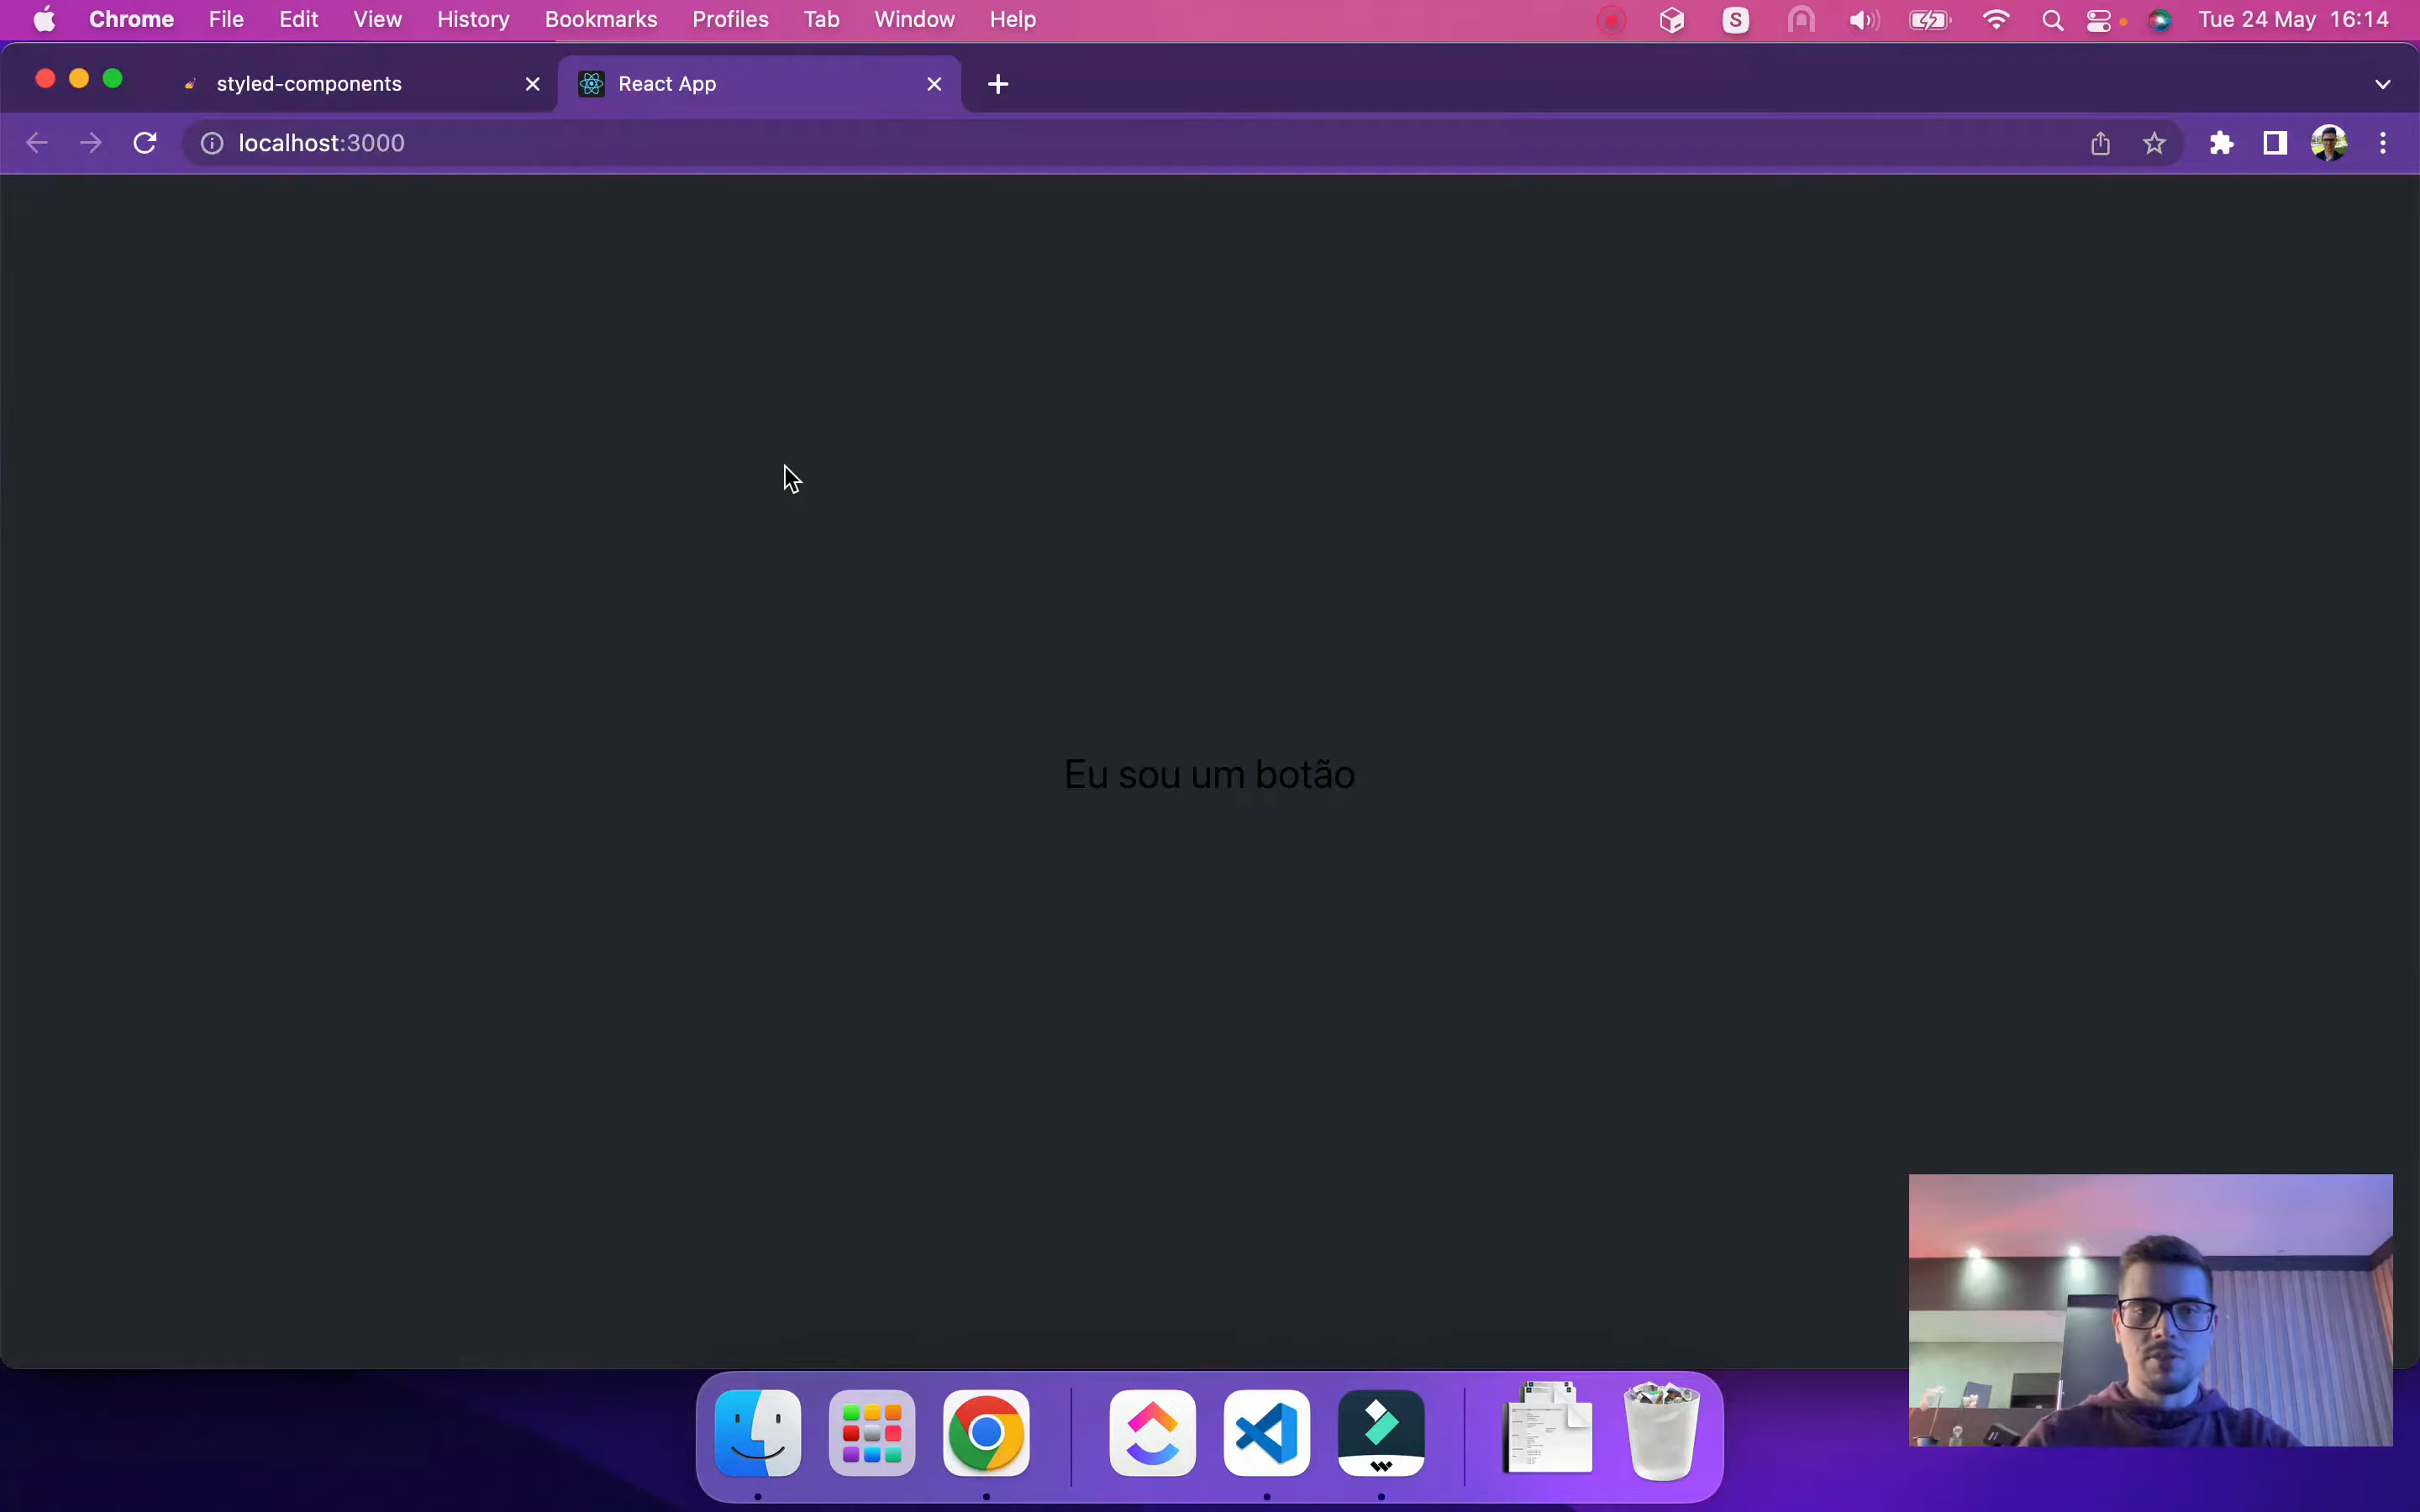 Chrome File Edit View History Bookmarks Profiles Tab Window Help S Tue 24 May 16:14
styled-components React App
localhost:3000
Eu sou um botão